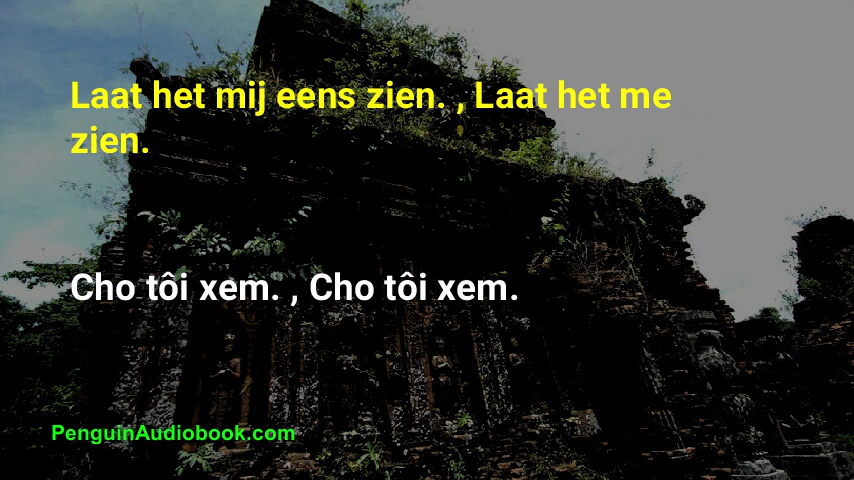 Laat het mij eens zien. , Laat het me
zien.
Cho tôi xem. , Cho tôi xem.
PenguinAudiobook.com